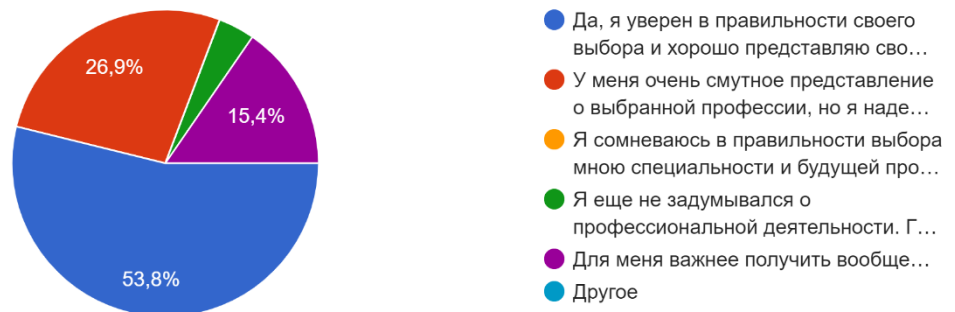 26,9%
15,4%
53,8%
Да, я уверен в правильности своего
выбора и хорошо представляю сво…
У меня очень смутное представление
о выбранной профессии, но я наде…
Я сомневаюсь в правильности выбора
мною специальности и будущей про…
Я еще не задумывался о
профессиональной деятельности. Г…
Для меня важнее получить вообще…
Другое